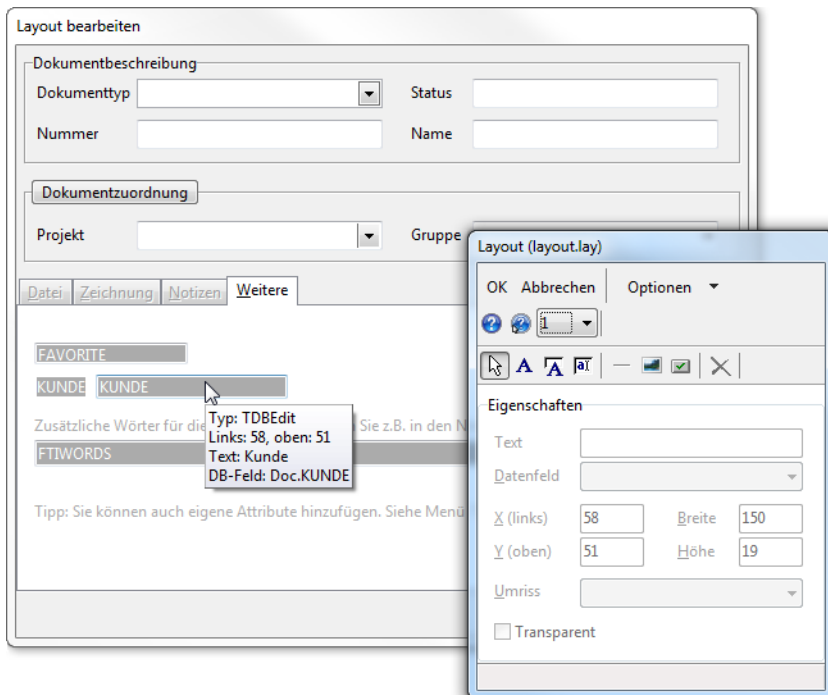 Layout bearbeiten
Dokumentbeschreibung
Dokumenttyp
Status
Nummer
Name
Dokumentzuordnung
Projekt
Gruppe
Datei Zeichnung Notizen Weitere
FAVORITE
KUNDE KUNDE
Zusätzliche Wörter für die Sie z.B. in den N
FTIWORDS
Typ: TDBEdit
Links: 58, oben: 51
Text: Kunde
DB-Feld: Doc.KUNDE
Tipp: Sie können auch eigene Attribute hinzufügen. Siehe Menü
Layout (layout.lay)
OK Abbrechen Optionen
1
A A aI
Eigenschaften
Text
Datenfeld
X (links) 58 Breite 150
Y (oben) 51 Höhe 19
Umriss
Transparent